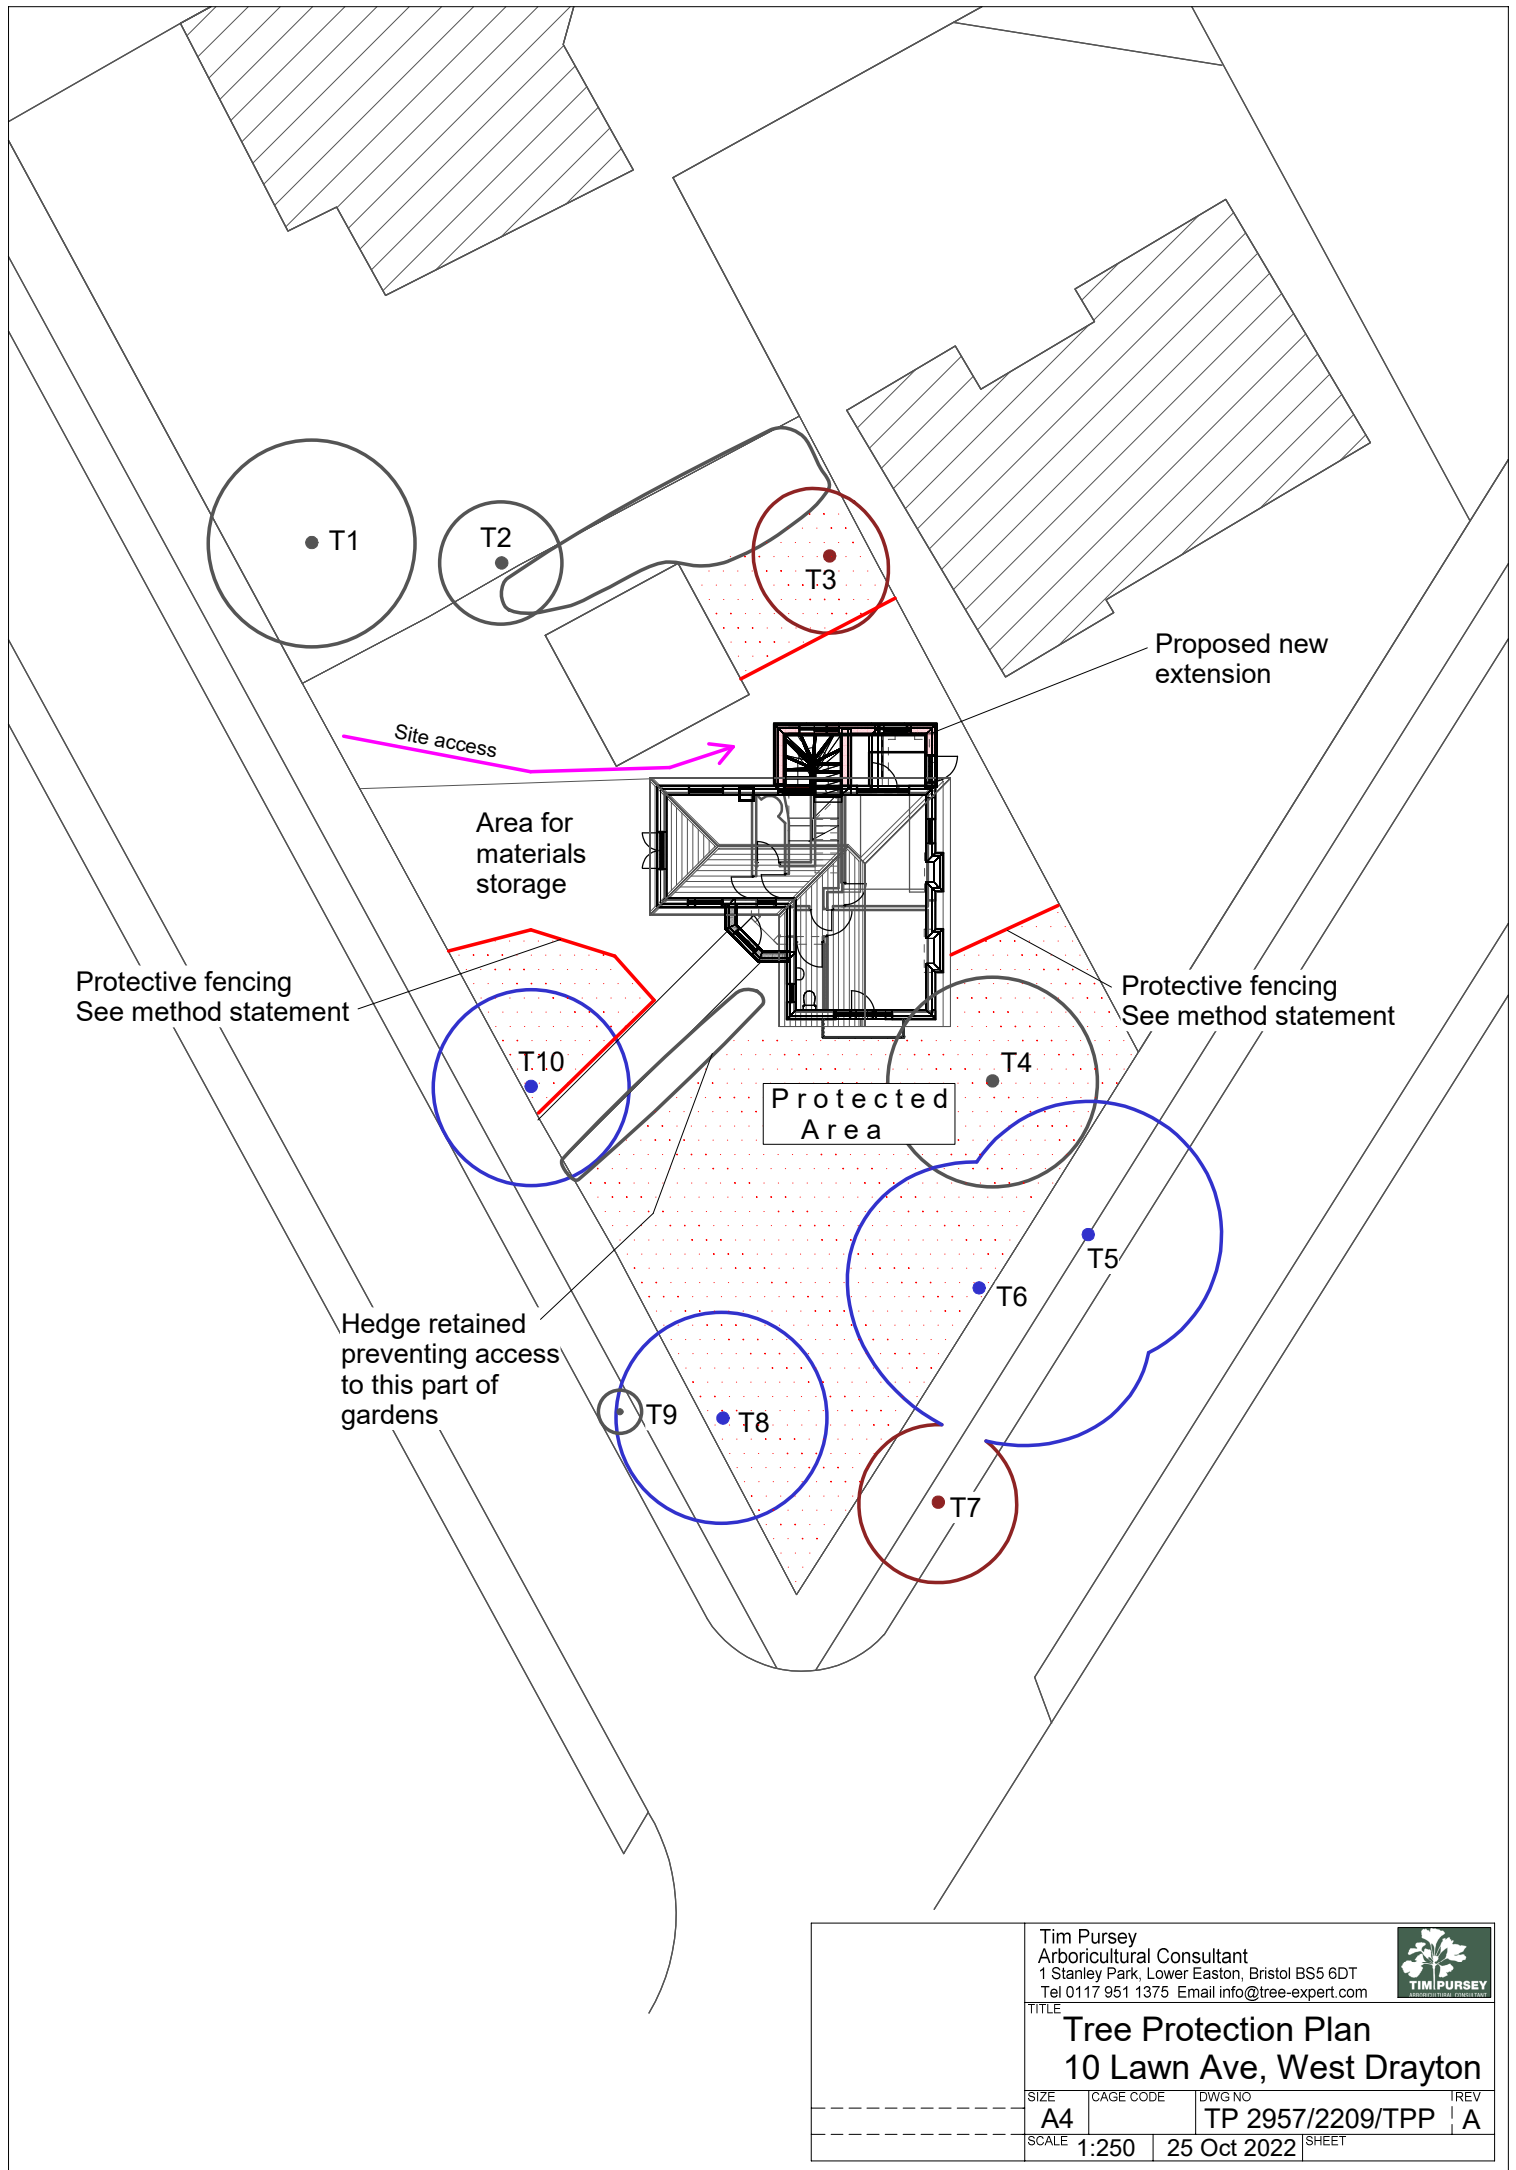 T1
T2
T3
Proposed new
extension
Site access
Area for
materials
storage
Protective fencing
See method statement
Protective fencing
See method statement
T10
T4
Protected
Area
T5
T6
Hedge retained
preventing access
to this part of
gardens
T9
T8
T7
Tim Pursey
Arboricultural Consultant
1 Stanley Park, Lower Easton, Bristol BS5 6DT
Tel 0117 951 1375 Email info@tree-expert.com
TIM PURSEY
ARBORICULTURAL CONSULTANT
TITLE
Tree Protection Plan
10 Lawn Ave, West Drayton
SIZE
A4
CAGE CODE
DWG NO
TP 2957/2209/TPP
REV
A
SCALE 1:250
25 Oct 2022
SHEET